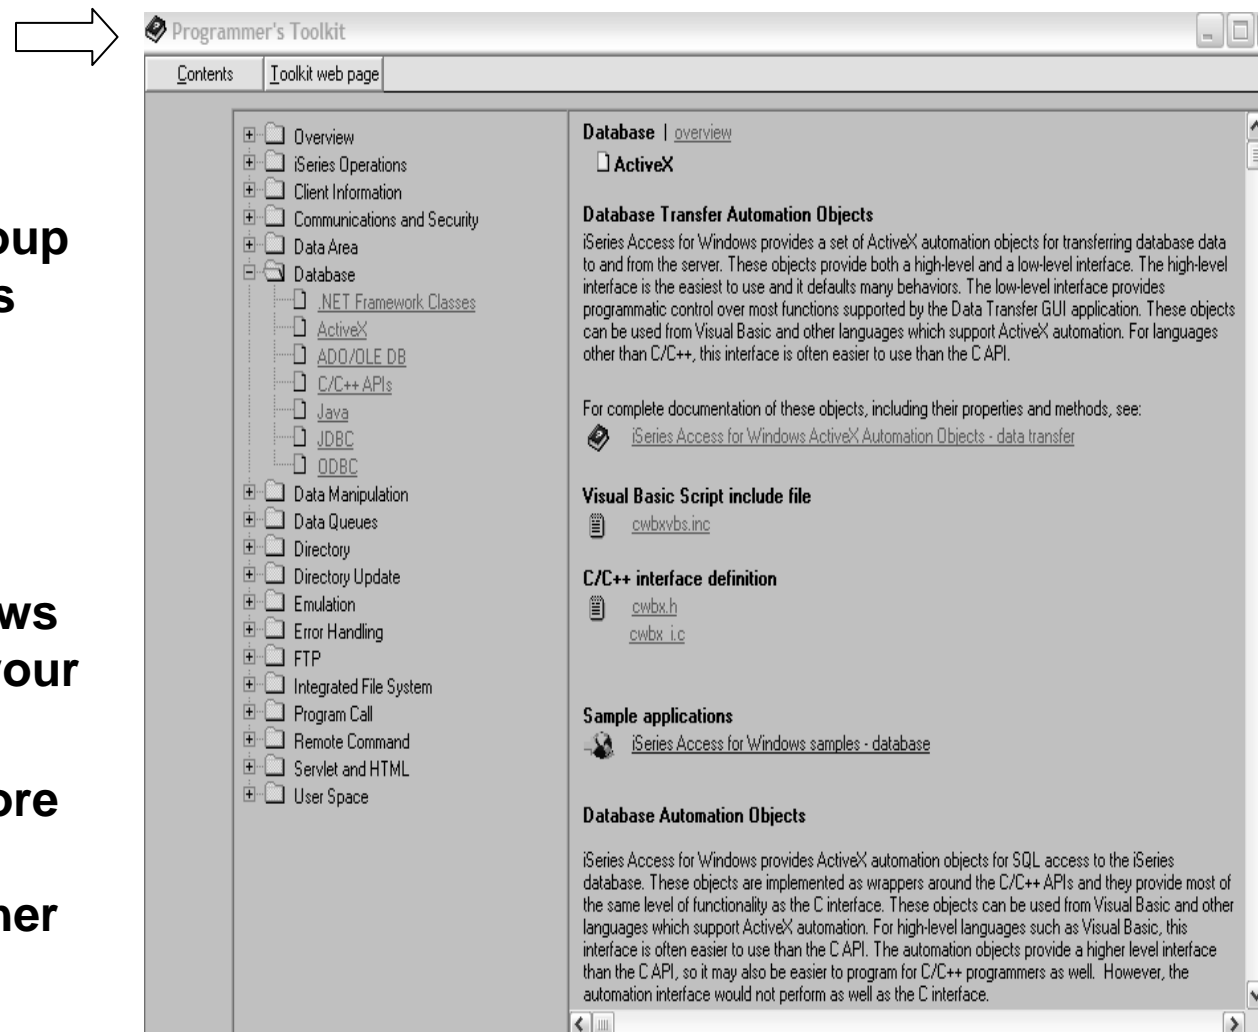 Programmer's Toolkit
Contents
Toolkit web page
oup
s
ws
your
ore
ner
Overview
iSeries Operations
Client Information
Communications and Security
Data Area
Database
.NET Framework Classes
ActiveX
ADO/OLE DB
C/C++ APIs
Java
JDBC
ODBC
Data Manipulation
Data Queues
Directory
Directory Update
Emulation
Error Handling
FTP
Integrated File System
Program Call
Remote Command
Servlet and HTML
User Space
Database | overview
ActiveX
Database Transfer Automation Objects
iSeries Access for Windows provides a set of ActiveX automation objects for transferring database data
to and from the server. These objects provide both a high-level and a low-level interface. The high-level
interface is the easiest to use and it defaults many behaviors. The low-level interface provides
programmatic control over most functions supported by the Data Transfer GUI application. These objects
can be used from Visual Basic and other languages which support ActiveX automation. For languages
other than C/C++, this interface is often easier to use than the C API.
For complete documentation of these objects, including their properties and methods, see:
iSeries Access for Windows ActiveX Automation Objects - data transfer
Visual Basic Script include file
cwbxvbs.inc
C/C++ interface definition
cwbx.h
cwbx_i.c
Sample applications
iSeries Access for Windows samples - database
Database Automation Objects
iSeries Access for Windows provides ActiveX automation objects for SQL access to the iSeries
database. These objects are implemented as wrappers around the C/C++ APIs and they provide most of
the same level of functionality as the C interface. These objects can be used from Visual Basic and other
languages which support ActiveX automation. For high-level languages such as Visual Basic, this
interface is often easier to use than the C API. The automation objects provide a higher level interface
than the C API, so it may also be easier to program for C/C++ programmers as well. However, the
automation interface would not perform as well as the C interface.